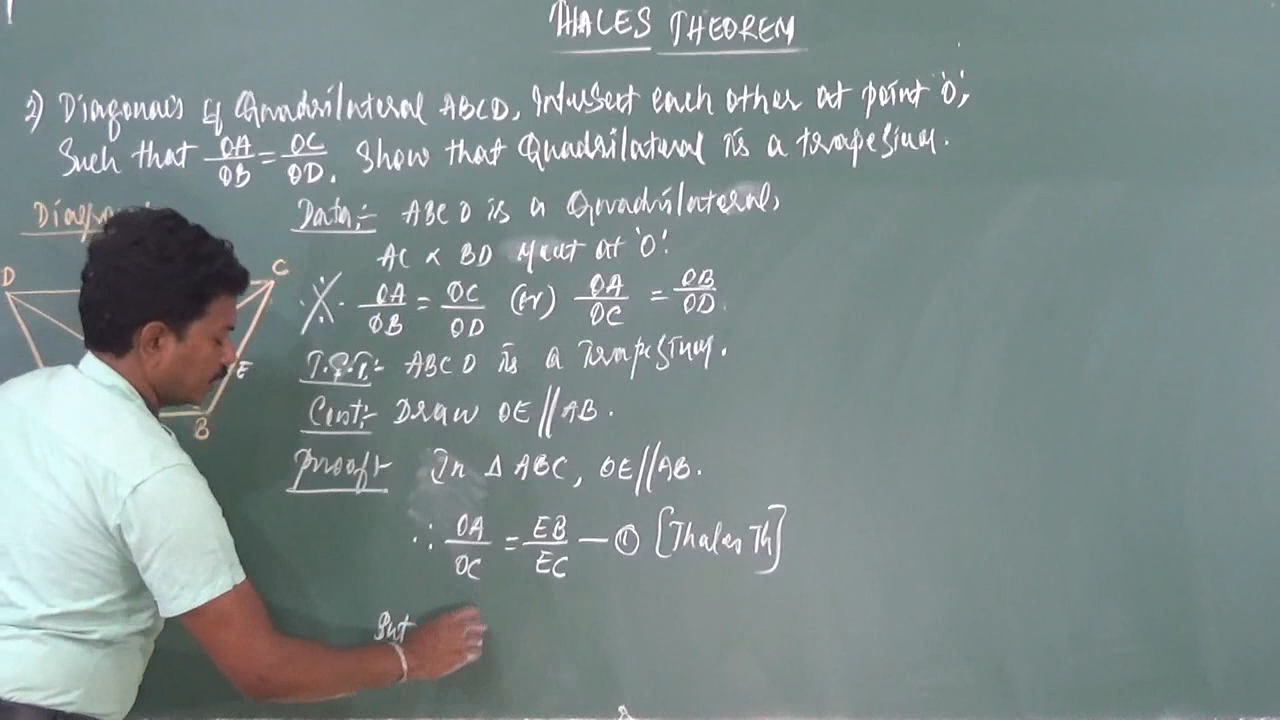 THALES THEOREM
2) Diagonals of Quadrilateral ABCD, Intersect each other at point 'O',
Such that OA/OB = OC/OD. Show that Quadrilateral is a trapezium.
Data:- ABCD is a Quadrilateral,
AC & BD meet at 'O'.
OA/OB = OC/OD (or) OA/OC = OB/OD.
T.S.T:- ABCD is a Trapezium.
Const:- Draw OE//AB.
Proof:- In Δ ABC, OE//AB.
∴ OA/OC = EB/EC — ① [Thales Th]
But
D
C
E
B